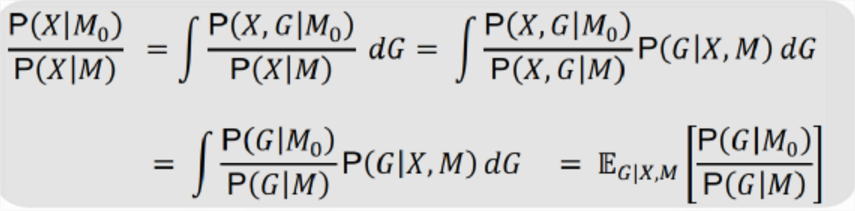 P(X|M₀)/P(X|M) = ∫ P(X, G|M₀)/P(X|M) dG = ∫ P(X, G|M₀)/P(X, G|M) P(G|X, M) dG
= ∫ P(G|M₀)/P(G|M) P(G|X, M) dG = 𝔼_{G|X,M} [P(G|M₀)/P(G|M)]